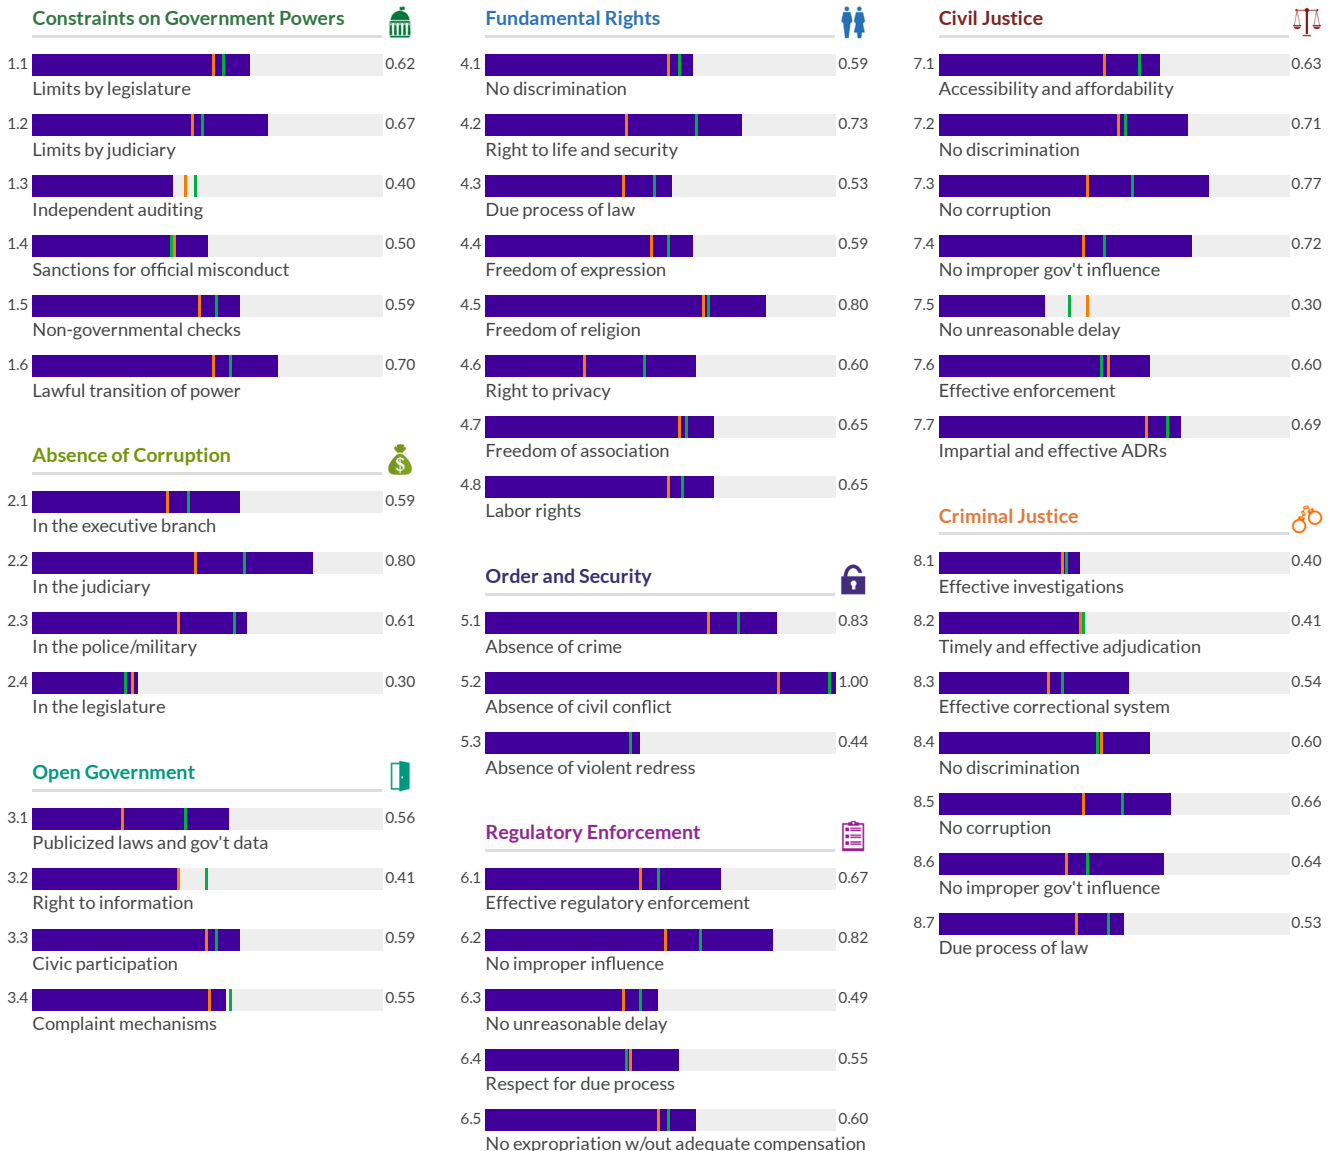 Constraints on Government Powers
1.1 0.62
Limits by legislature
1.2 0.67
Limits by judiciary
1.3 0.40
Independent auditing
1.4 0.50
Sanctions for official misconduct
1.5 0.59
Non-governmental checks
1.6 0.70
Lawful transition of power
Absence of Corruption
$
2.1 0.59
In the executive branch
2.2 0.80
In the judiciary
2.3 0.61
In the police/military
2.4 0.30
In the legislature
Open Government
3.1 0.56
Publicized laws and gov't data
3.2 0.41
Right to information
3.3 0.59
Civic participation
3.4 0.55
Complaint mechanisms
Fundamental Rights
4.1 0.59
No discrimination
4.2 0.73
Right to life and security
4.3 0.53
Due process of law
4.4 0.59
Freedom of expression
4.5 0.80
Freedom of religion
4.6 0.60
Right to privacy
4.7 0.65
Freedom of association
4.8 0.65
Labor rights
Order and Security
5.1 0.83
Absence of crime
5.2 1.00
Absence of civil conflict
5.3 0.44
Absence of violent redress
Regulatory Enforcement
6.1 0.67
Effective regulatory enforcement
6.2 0.82
No improper influence
6.3 0.49
No unreasonable delay
6.4 0.55
Respect for due process
6.5 0.60
No expropriation w/out adequate compensation
Civil Justice
7.1 0.63
Accessibility and affordability
7.2 0.71
No discrimination
7.3 0.77
No corruption
7.4 0.72
No improper gov't influence
7.5 0.30
No unreasonable delay
7.6 0.60
Effective enforcement
7.7 0.69
Impartial and effective ADRs
Criminal Justice
8.1 0.40
Effective investigations
8.2 0.41
Timely and effective adjudication
8.3 0.54
Effective correctional system
8.4 0.60
No discrimination
8.5 0.66
No corruption
8.6 0.64
No improper gov't influence
8.7 0.53
Due process of law